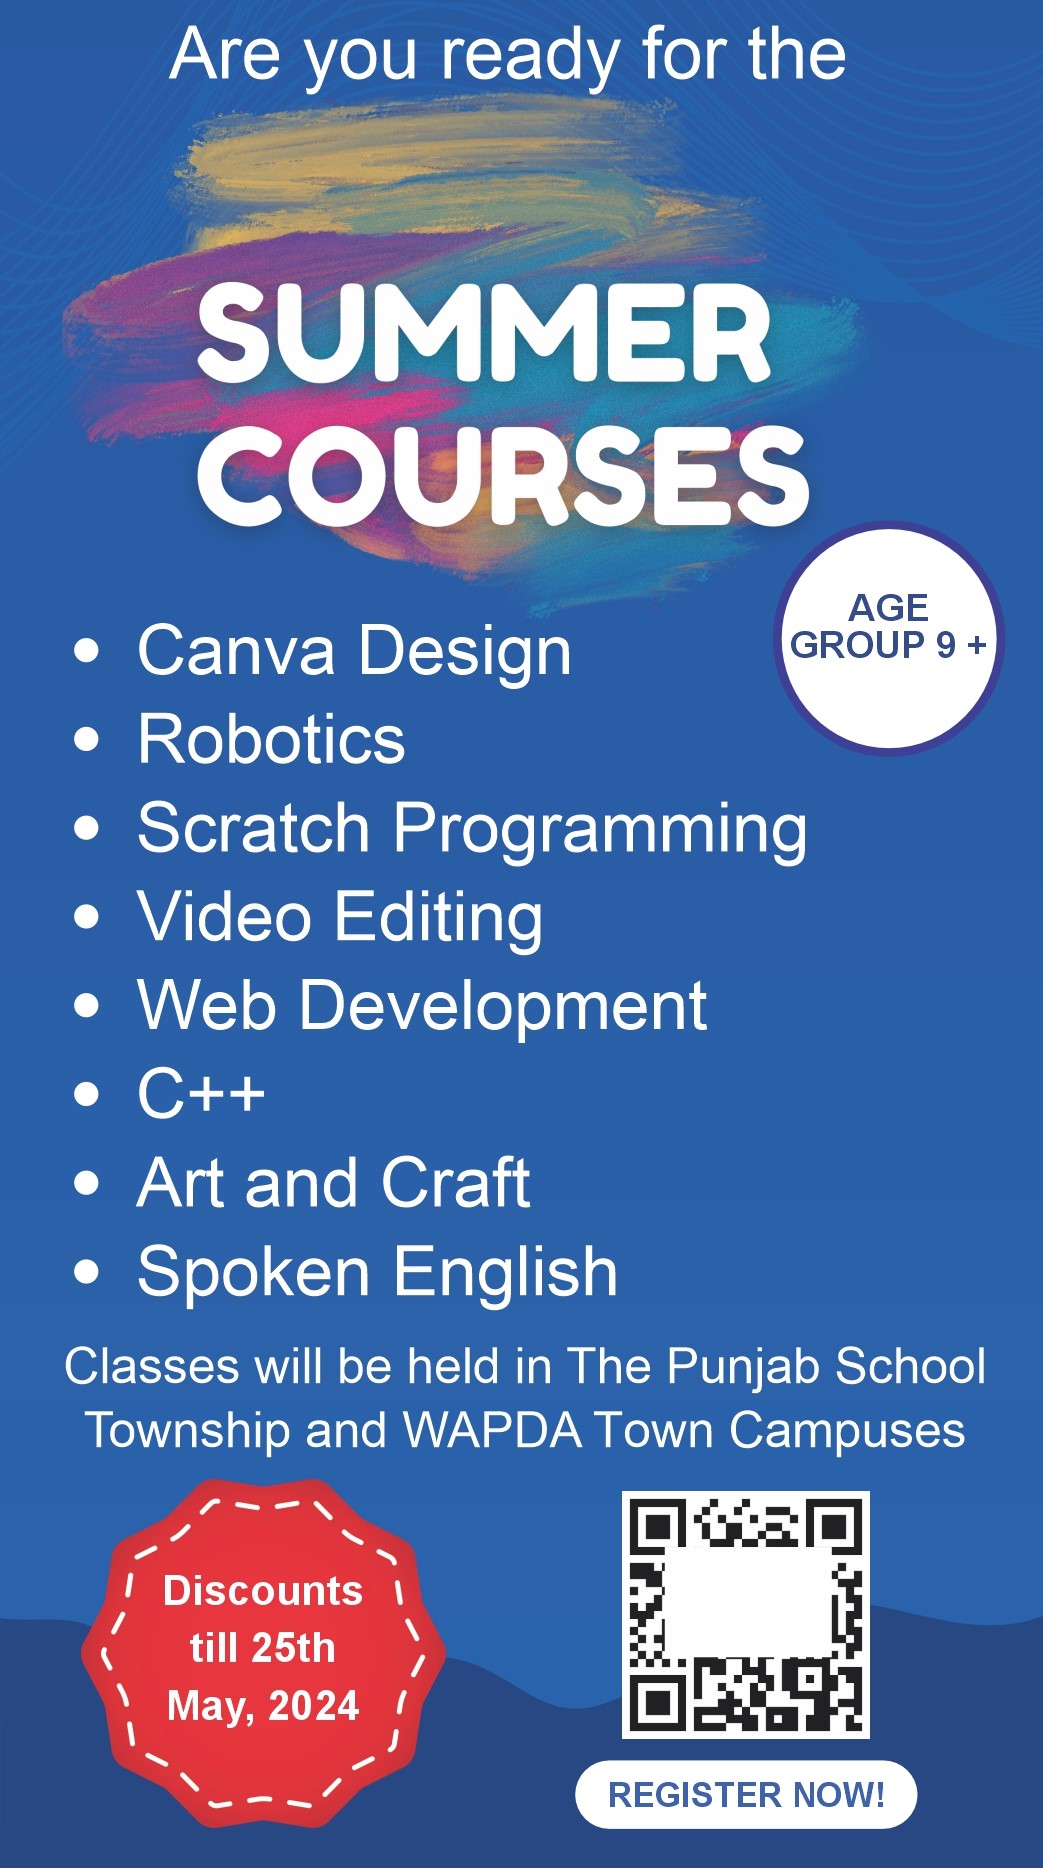 Are you ready for the
SUMMER
COURSES
AGE
GROUP 9 +
• Canva Design
• Robotics
• Scratch Programming
• Video Editing
• Web Development
• C++
• Art and Craft
• Spoken English
Classes will be held in The Punjab School
Township and WAPDA Town Campuses
Discounts
till 25th
May, 2024
REGISTER NOW!